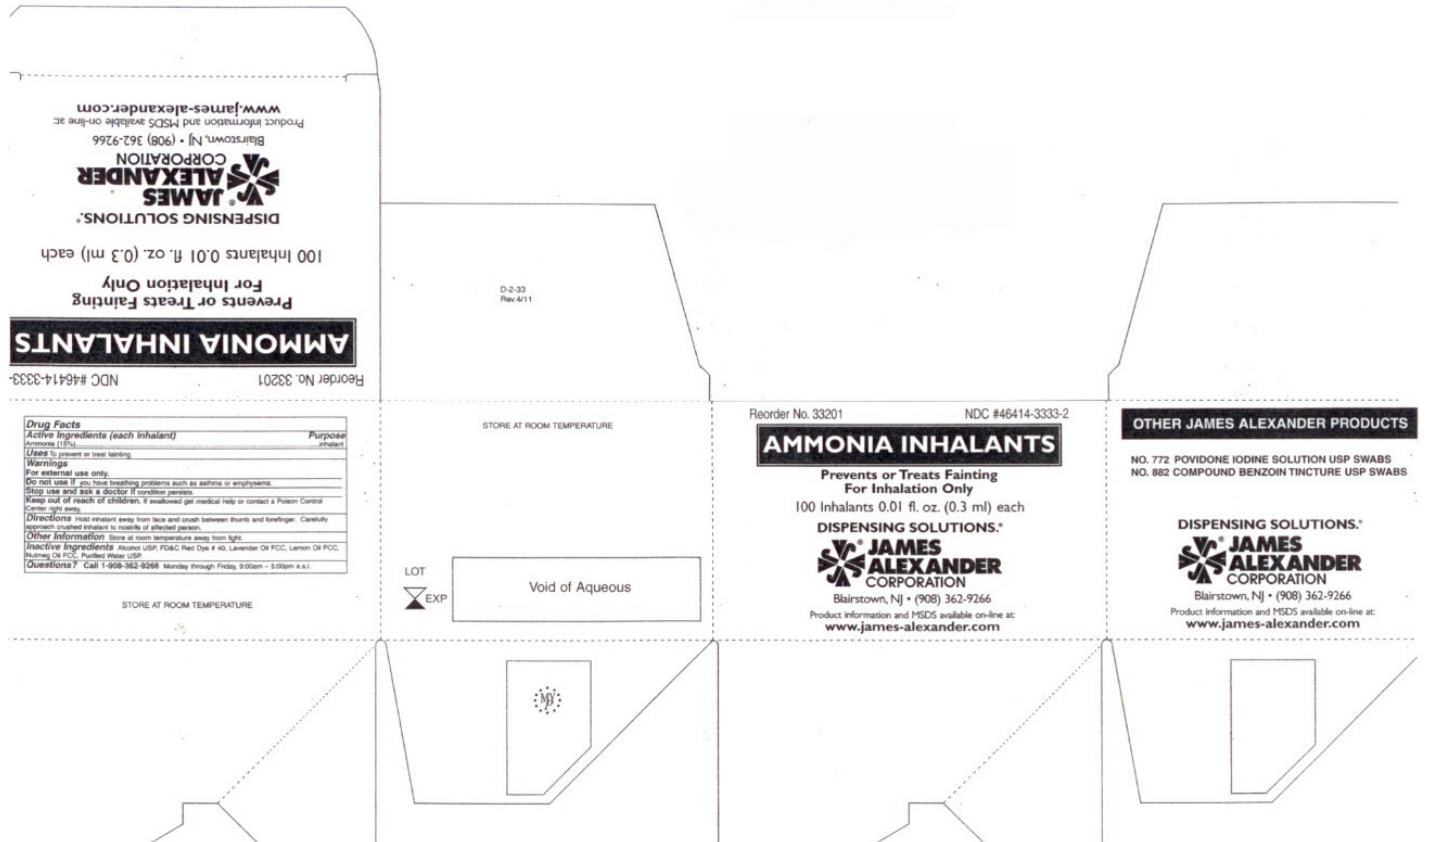 Reorder No. 33201 NDC #46414-3333-
AMMONIA INHALANTS
Prevents or Treats Fainting
For Inhalation Only
100 Inhalants 0.01 fl. oz. (0.3 ml) each
DISPENSING SOLUTIONS.®
JAMES
ALEXANDER
CORPORATION
Blairstown, NJ • (908) 362-9266
Product information and MSDS available on-line at:
www.james-alexander.com
D-2-33
Rev.4/11
Drug Facts
Active Ingredients (each inhalant) Purpose
Ammonia (15%)...Inhalant
Uses To prevent or treat fainting.
Warnings
For external use only.
Do not use if you have breathing problems such as asthma or emphysema.
Stop use and ask a doctor if condition persists.
Keep out of reach of children. If swallowed get medical help or contact a Poison Control
Center right away.
Directions Hold inhalant away from face and crush between thumb and forefinger. Carefully
approach crushed inhalant to nostrils of affected person.
Other Information Store at room temperature away from light.
Inactive Ingredients Alcohol USP, FD&C Red Dye # 40, Lavender Oil FCC, Lemon Oil FCC,
Nutmeg Oil FCC, Purified Water USP.
Questions? Call 1-908-362-9266 Monday through Friday, 9:00am – 5:00pm e.s.t.
STORE AT ROOM TEMPERATURE
STORE AT ROOM TEMPERATURE
LOT
EXP
Void of Aqueous
Reorder No. 33201 NDC #46414-3333-2
AMMONIA INHALANTS
Prevents or Treats Fainting
For Inhalation Only
100 Inhalants 0.01 fl. oz. (0.3 ml) each
DISPENSING SOLUTIONS.®
JAMES
ALEXANDER
CORPORATION
Blairstown, NJ • (908) 362-9266
Product information and MSDS available on-line at:
www.james-alexander.com
OTHER JAMES ALEXANDER PRODUCTS
NO. 772 POVIDONE IODINE SOLUTION USP SWABS
NO. 882 COMPOUND BENZOIN TINCTURE USP SWABS
DISPENSING SOLUTIONS.®
JAMES
ALEXANDER
CORPORATION
Blairstown, NJ • (908) 362-9266
Product information and MSDS available on-line at:
www.james-alexander.com